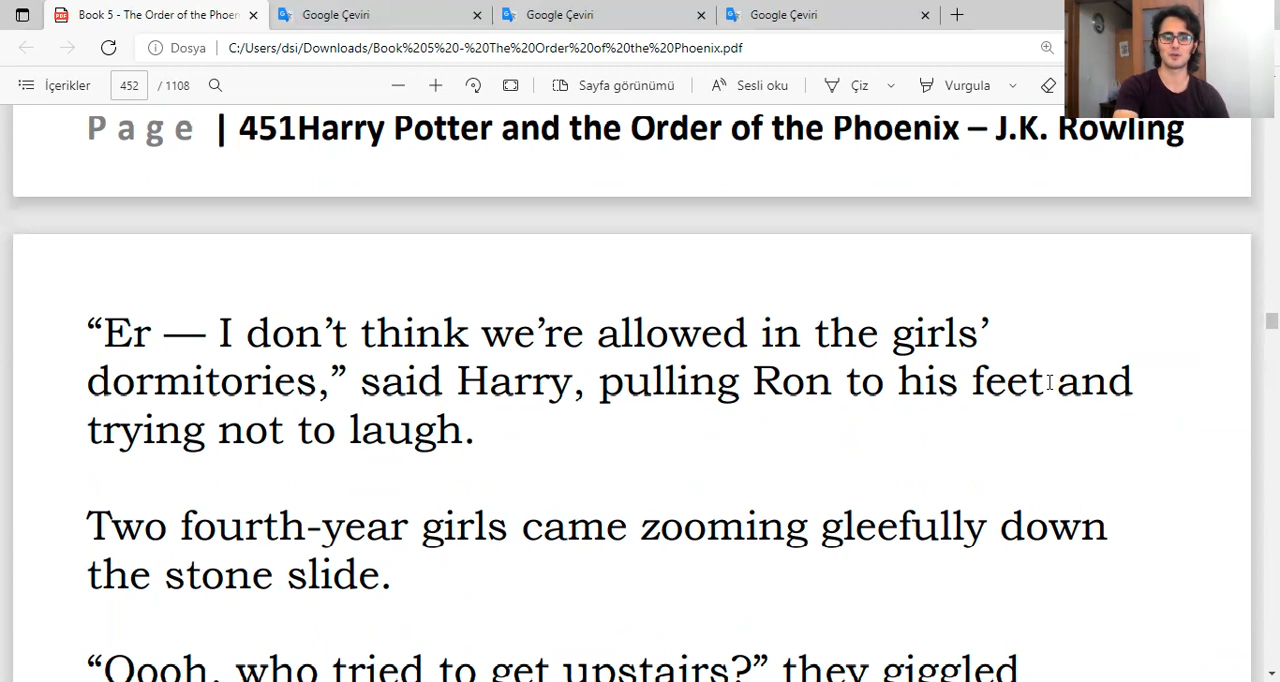 Book 5 - The Order of the Phoen
Google Çeviri
Google Çeviri
Google Çeviri
Dosya
C:/Users/dsi/Downloads/Book%205%20-%20The%20Order%20of%20the%20Phoenix.pdf
İçerikler
452 / 1108
Sayfa görünümü
Sesli oku
Çiz
Vurgula
Page | 451Harry Potter and the Order of the Phoenix – J.K. Rowling
“Er — I don’t think we’re allowed in the girls’
dormitories,” said Harry, pulling Ron to his feet and
trying not to laugh.
Two fourth-year girls came zooming gleefully down
the stone slide.
“Oooh, who tried to get upstairs?” they giggled